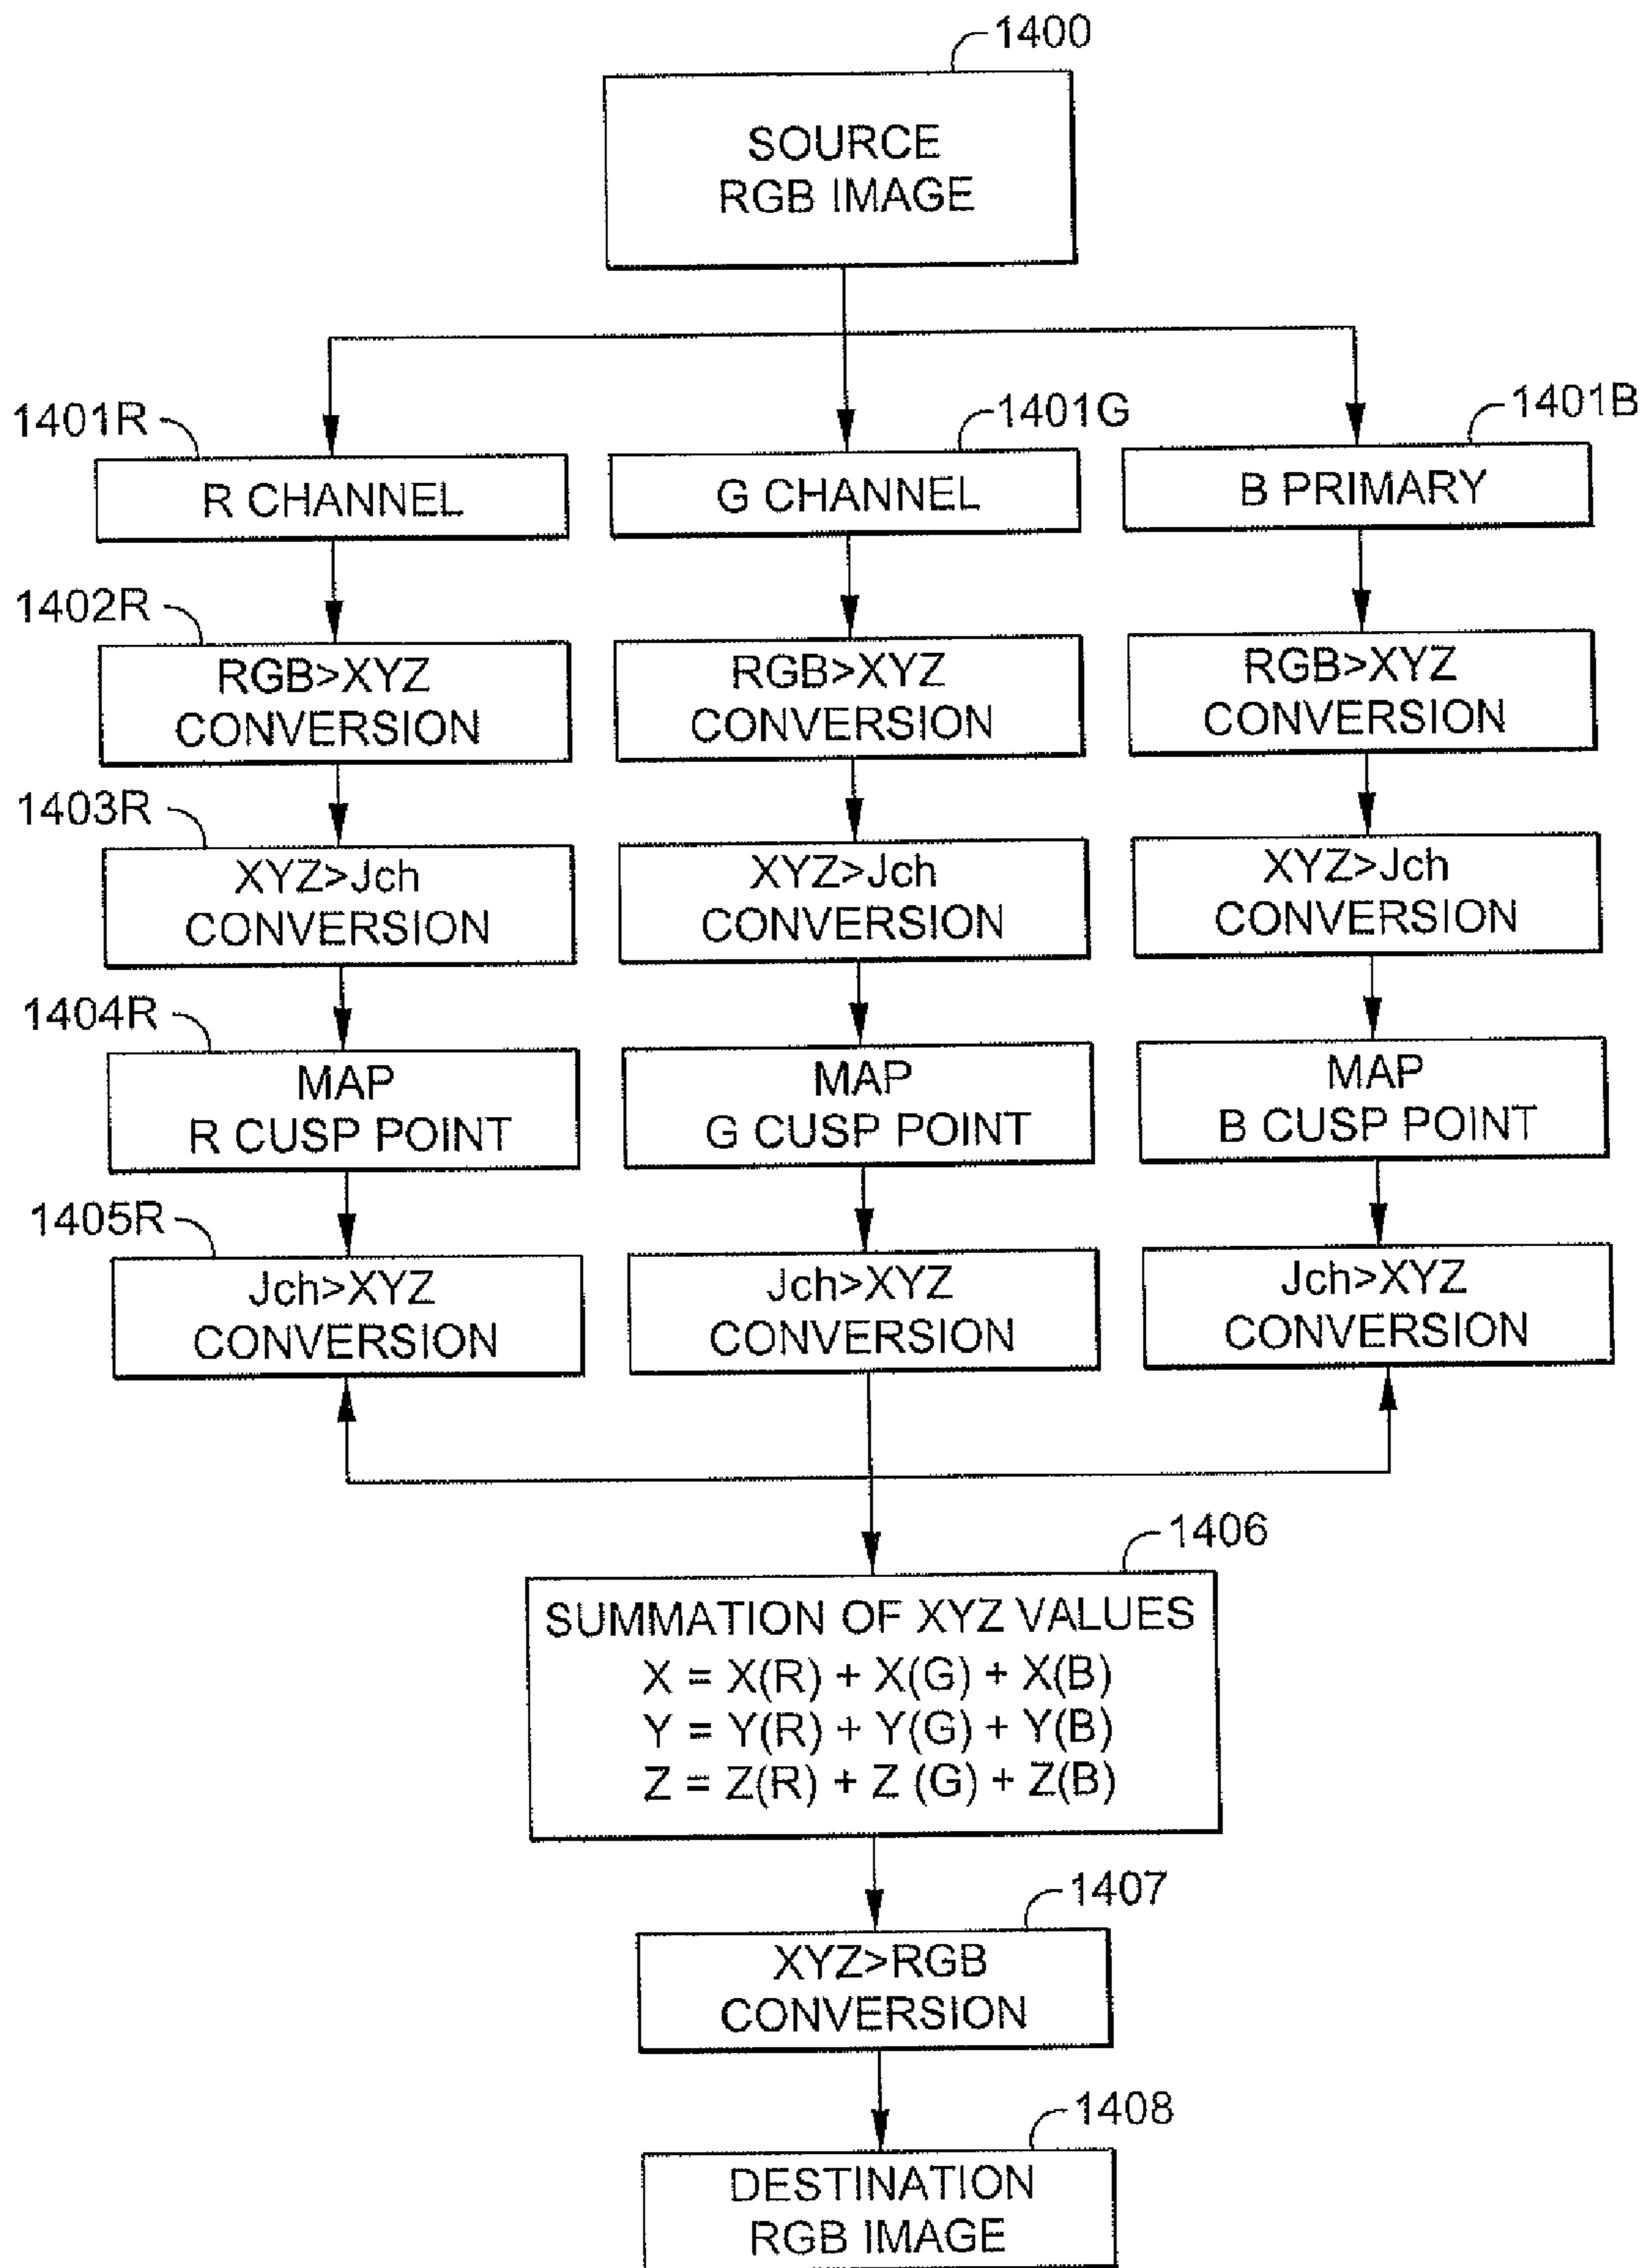 1400
SOURCE
RGB IMAGE
1401R
1401G
1401B
R CHANNEL
G CHANNEL
B PRIMARY
1402R
RGB>XYZ
CONVERSION
RGB>XYZ
CONVERSION
RGB>XYZ
CONVERSION
1403R
XYZ>Jch
CONVERSION
XYZ>Jch
CONVERSION
XYZ>Jch
CONVERSION
1404R
MAP
R CUSP POINT
MAP
G CUSP POINT
MAP
B CUSP POINT
1405R
Jch>XYZ
CONVERSION
Jch>XYZ
CONVERSION
Jch>XYZ
CONVERSION
1406
SUMMATION OF XYZ VALUES
X = X(R) + X(G) + X(B)
Y = Y(R) + Y(G) + Y(B)
Z = Z(R) + Z (G) + Z(B)
1407
XYZ>RGB
CONVERSION
1408
DESTINATION
RGB IMAGE